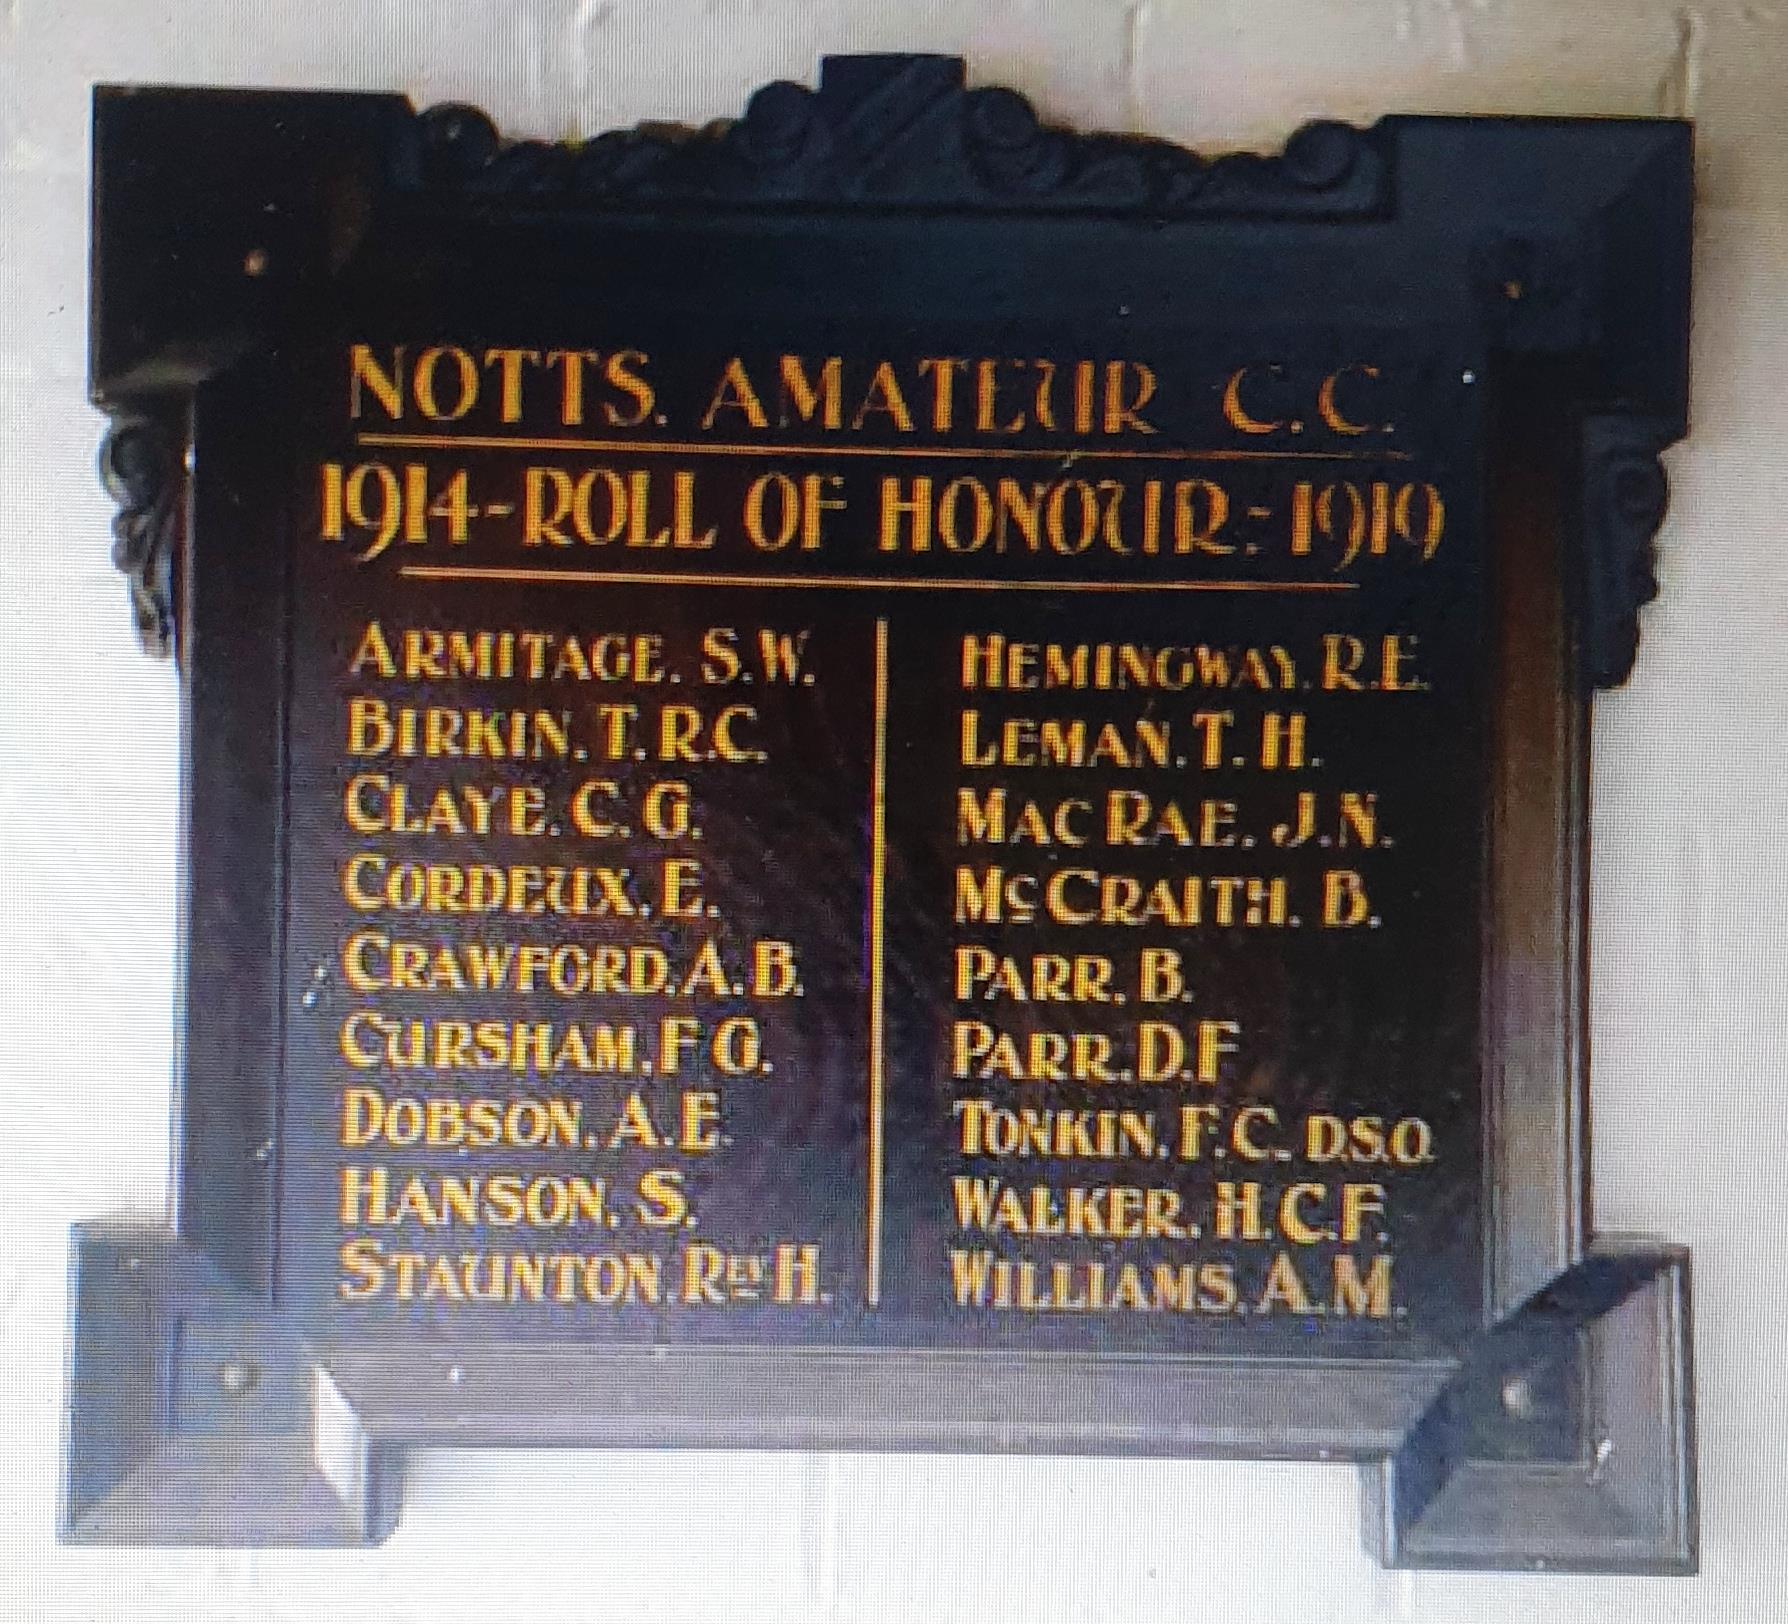 NOTTS. AMATEUR C.C.
1914-ROLL OF HONOUR:-1919
ARMITAGE. S.W.
BIRKIN. T.R.C.
CLAYE. C.G.
CORDEUX. E.
CRAWFORD. A.B.
CURSHAM. F G.
DOBSON. A.E.
HANSON. S.
STAUNTON. REV H.
HEMINGWAY. R.E.
LEMAN. T.H.
MAC RAE. J.N.
MCCRAITH. B.
PARR. B.
PARR. D.F
TONKIN. F.C. D.S.O.
WALKER. H.C.F.
WILLIAMS. A.M.